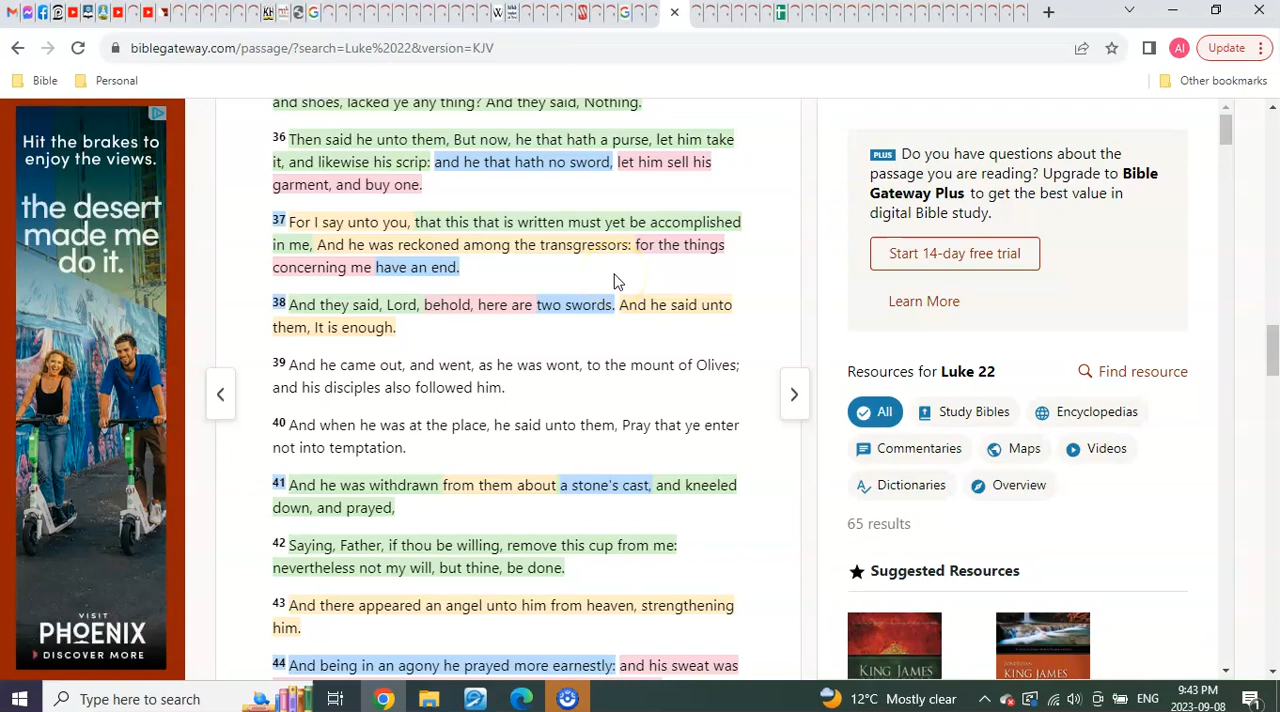 biblegateway.com/passage/?search=Luke%2022&version=KJV
AI
Update
Bible
Personal
Other bookmarks
Hit the brakes to
enjoy the views.
the desert
made me
do it.
VISIT
PHOENIX
DISCOVER MORE
and shoes, lacked ye any thing? And they said, Nothing.
36 Then said he unto them, But now, he that hath a purse, let him take
it, and likewise his scrip: and he that hath no sword, let him sell his
garment, and buy one.
37 For I say unto you, that this that is written must yet be accomplished
in me, And he was reckoned among the transgressors: for the things
concerning me have an end.
38 And they said, Lord, behold, here are two swords. And he said unto
them, It is enough.
39 And he came out, and went, as he was wont, to the mount of Olives;
and his disciples also followed him.
40 And when he was at the place, he said unto them, Pray that ye enter
not into temptation.
41 And he was withdrawn from them about a stone's cast, and kneeled
down, and prayed,
42 Saying, Father, if thou be willing, remove this cup from me:
nevertheless not my will, but thine, be done.
43 And there appeared an angel unto him from heaven, strengthening
him.
44 And being in an agony he prayed more earnestly: and his sweat was
PLUS Do you have questions about the
passage you are reading? Upgrade to Bible
Gateway Plus to get the best value in
digital Bible study.
Start 14-day free trial
Learn More
Resources for Luke 22
Find resource
All
Study Bibles
Encyclopedias
Commentaries
Maps
Videos
Dictionaries
Overview
65 results
Suggested Resources
KING JAMES
KING JAMES
Type here to search
12°C Mostly clear
ENG
9:43 PM
2023-09-08
1